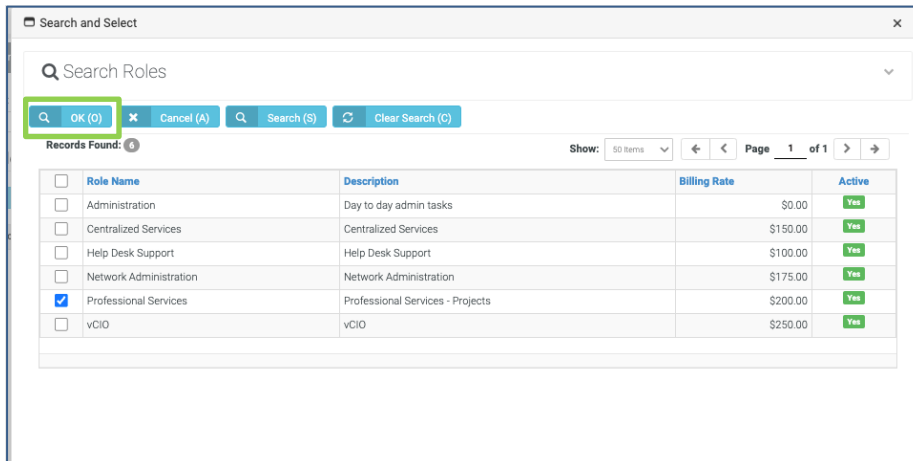 Search and Select
Search Roles
OK (O) Cancel (A) Search (S) Clear Search (C)
Records Found: 6 Show: 50 Items Page 1 of 1
Role Name Description Billing Rate Active
Administration Day to day admin tasks $0.00 Yes
Centralized Services Centralized Services $150.00 Yes
Help Desk Support Help Desk Support $100.00 Yes
Network Administration Network Administration $175.00 Yes
Professional Services Professional Services - Projects $200.00 Yes
vCIO vCIO $250.00 Yes